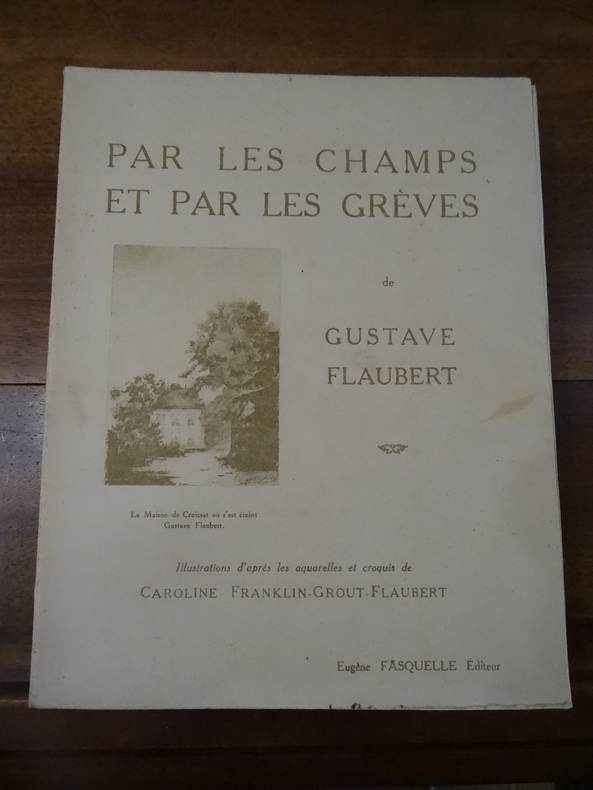 PAR LES CHAMPS
ET PAR LES GRÈVES
de
GUSTAVE
FLAUBERT
La Maison de Croisset où s'est éteint
Gustave Flaubert.
Illustrations d'après les aquarelles et croquis de
CAROLINE FRANKLIN-GROUT-FLAUBERT
Eugène FASQUELLE Éditeur